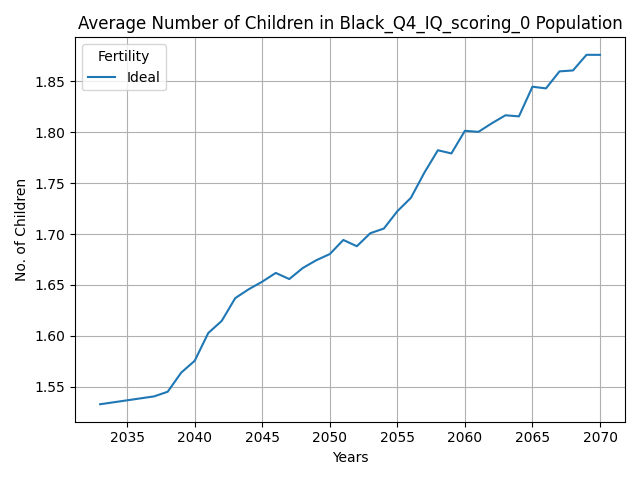 Average Number of Children in Black_Q4_IQ_scoring_0 Population
Fertility
Ideal
No. of Children
1.85
1.80
1.75
1.70
1.65
1.60
1.55
2035 2040 2045 2050 2055 2060 2065 2070
Years